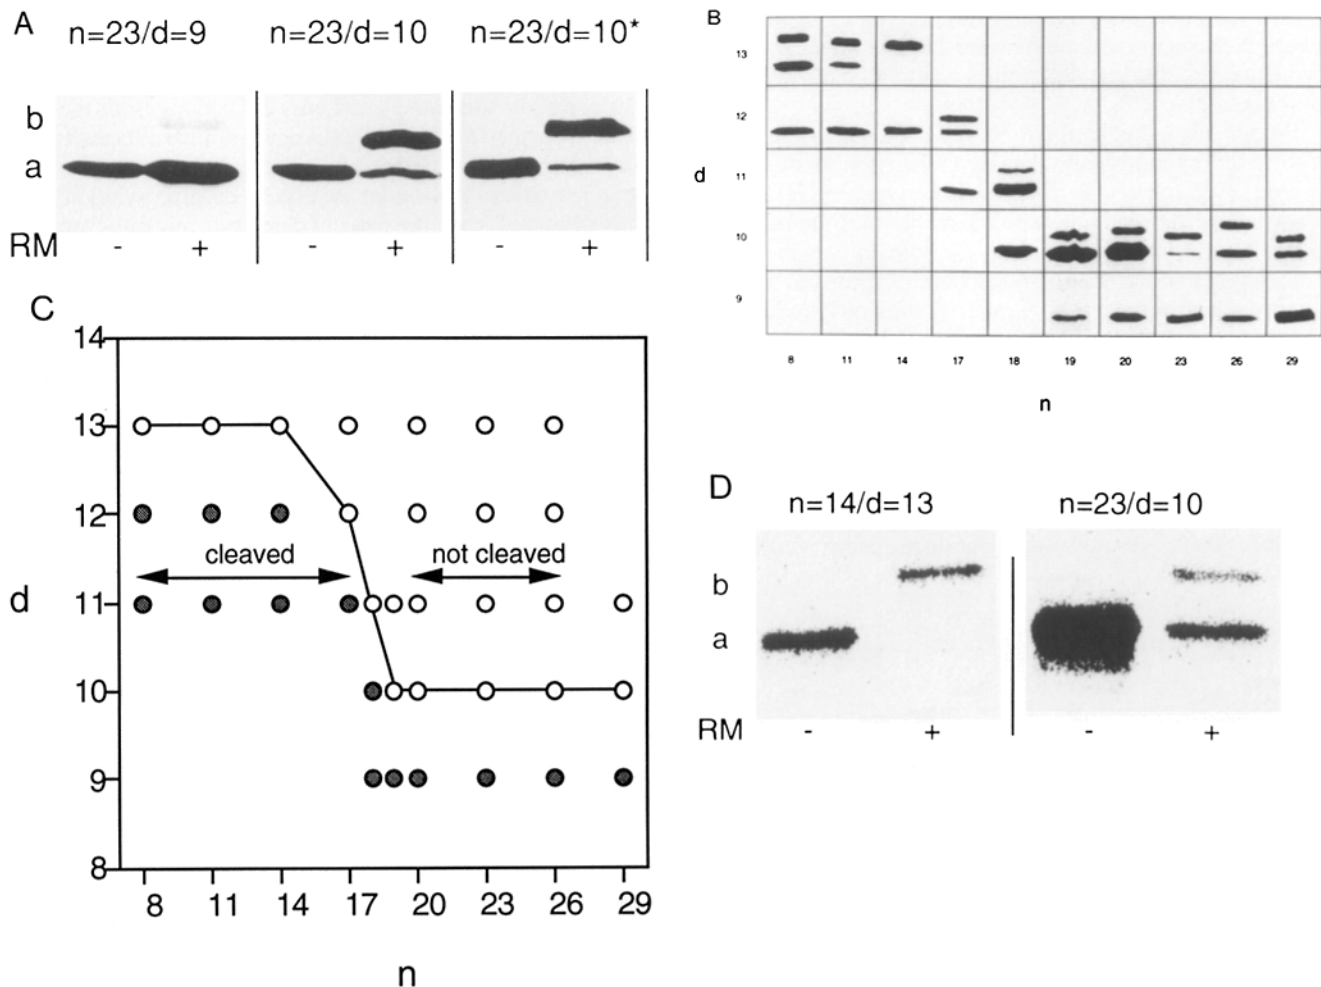 A
n=23/d=9 n=23/d=10 n=23/d=10*
b
a
RM - + - + - +
B
13
12
d 11
10
9
8 11 14 17 18 19 20 23 26 29
n
C
14
13
12
cleaved not cleaved
d 11
10
9
8
8 11 14 17 20 23 26 29
n
D
n=14/d=13 n=23/d=10
b
a
RM - + - +